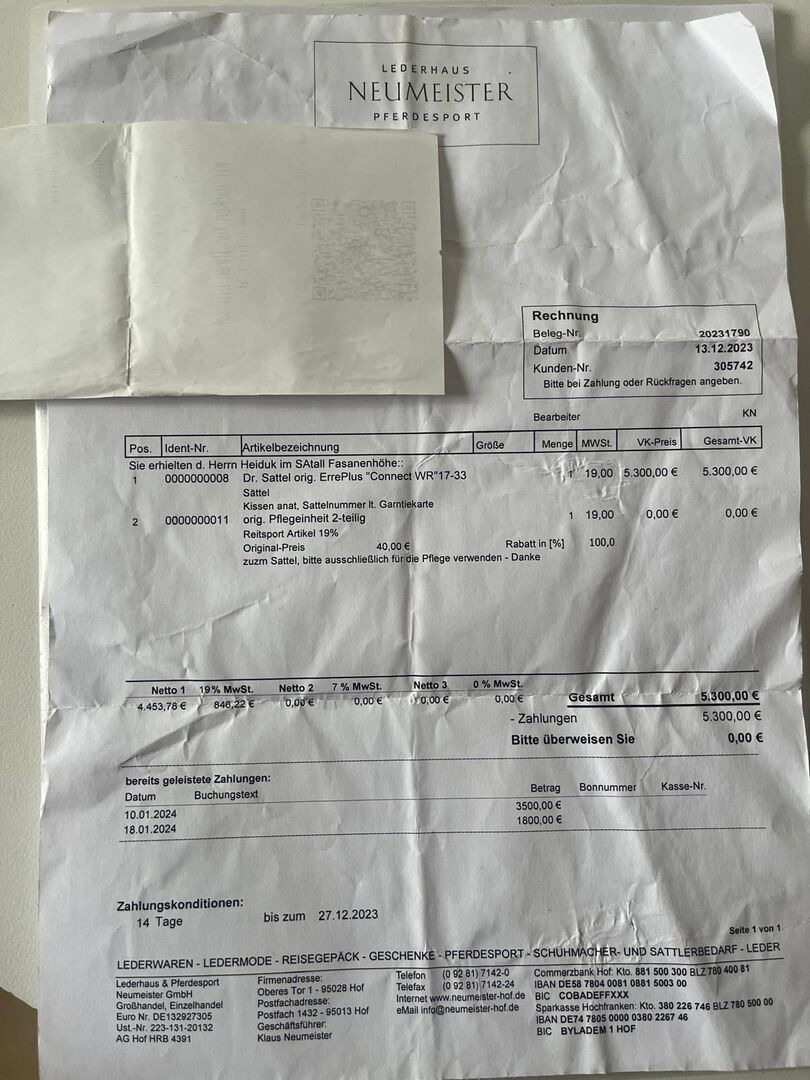 LEDERHAUS
NEUMEISTER
PFERDESPORT
Rechnung
Beleg-Nr. 20231790
Datum 13.12.2023
Kunden-Nr. 305742
Bitte bei Zahlung oder Rückfragen angeben.
Bearbeiter KN
Pos. Ident-Nr. Artikelbezeichnung Größe Menge MWSt. VK-Preis Gesamt-VK
Sie erhielten d. Herrn Heiduk im SAtall Fasanenhöhe::
1 0000000008 Dr. Sattel orig. ErrePlus "Connect WR"17-33 1 19,00 5.300,00 € 5.300,00 €
Sättel
Kissen anat, Sattelnummer lt. Garntiekarte
2 0000000011 orig. Pflegeinheit 2-teilig 1 19,00 0,00 € 0,00 €
Reitsport Artikel 19%
Original-Preis 40,00 € Rabatt in [%] 100,0
zuzm Sattel, bitte ausschließlich für die Pflege verwenden - Danke
Netto 1 19% MwSt. Netto 2 7 % MwSt. Netto 3 0 % MwSt.
4.453,78 € 846,22 € 0,00 € 0,00 € 0,00 € 0,00 €
Gesamt 5.300,00 €
- Zahlungen 5.300,00 €
Bitte überweisen Sie 0,00 €
bereits geleistete Zahlungen:
Datum Buchungstext Betrag Bonnummer Kasse-Nr.
10.01.2024 3500,00 €
18.01.2024 1800,00 €
Zahlungskonditionen:
14 Tage bis zum 27.12.2023
Seite 1 von 1
LEDERWAREN - LEDERMODE - REISEGEPÄCK - GESCHENKE - PFERDESPORT - SCHUHMACHER- UND SATTLERBEDARF - LEDER
Lederhaus & Pferdesport
Neumeister GmbH
Großhandel, Einzelhandel
Euro Nr. DE132927305
Ust.-Nr. 223-131-20132
AG Hof HRB 4391
Firmenadresse:
Oberes Tor 1 - 95028 Hof
Postfachadresse:
Postfach 1432 - 95013 Hof
Geschäftsführer:
Klaus Neumeister
Telefon (0 92 81) 7142-0
Telefax (0 92 81) 7142-24
Internet www.neumeister-hof.de
eMail info@neumeister-hof.de
Commerzbank Hof: Kto. 881 500 300 BLZ 780 400 81
IBAN DE58 7804 0081 0881 5003 00
BIC COBADEFFXXX
Sparkasse Hochfranken: Kto. 380 226 746 BLZ 780 500 00
IBAN DE74 7805 0000 0380 2267 46
BIC BYLADEM 1 HOF